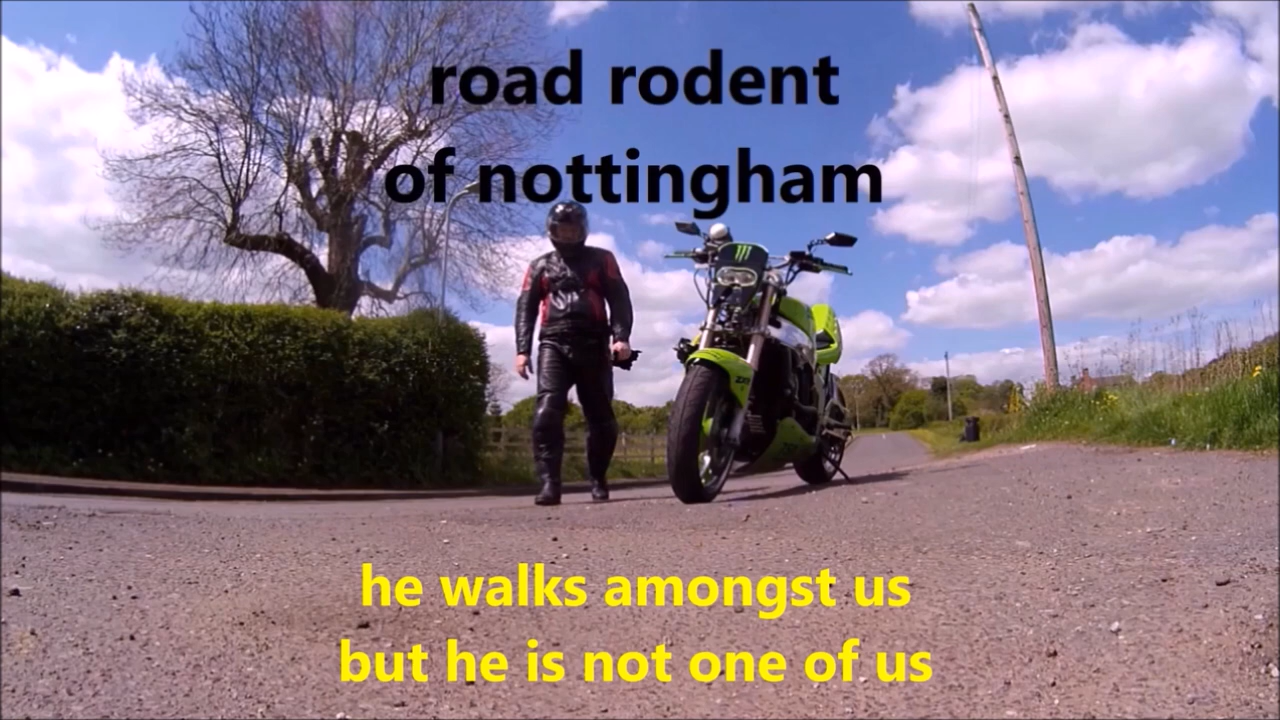 road rodent
of nottingham
he walks amongst us
but he is not one of us